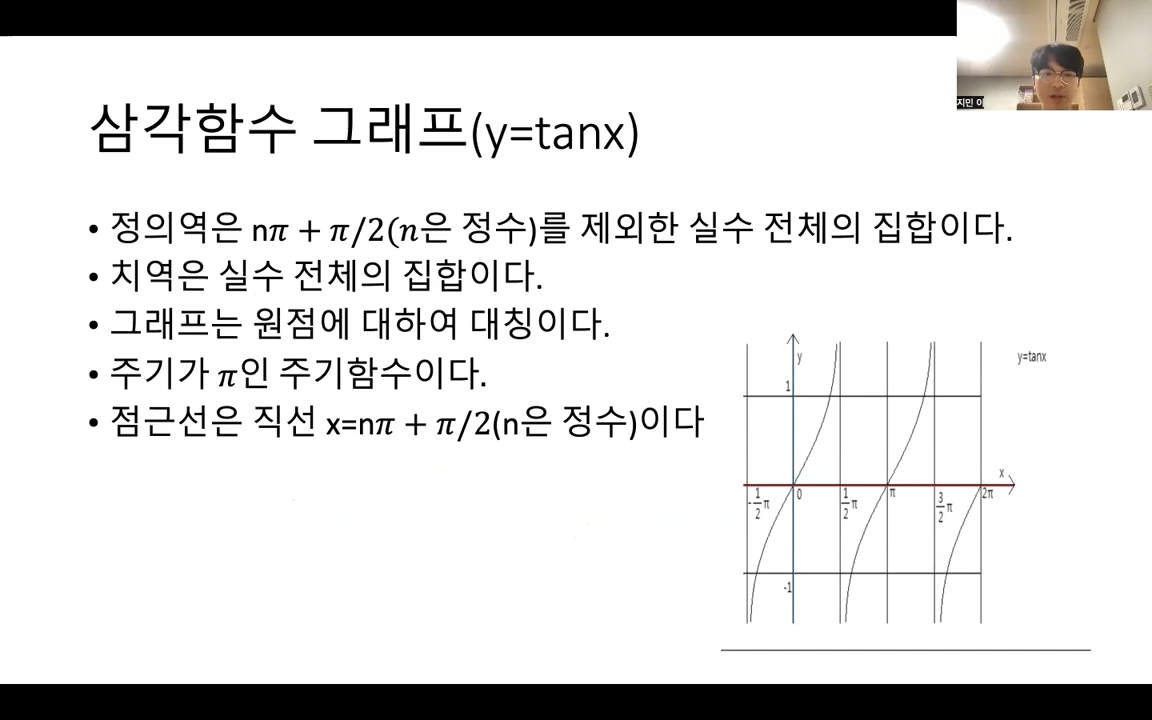 지민 이
삼각함수 그래프(y=tanx)
• 정의역은 nπ + π/2(n은 정수)를 제외한 실수 전체의 집합이다.
• 치역은 실수 전체의 집합이다.
• 그래프는 원점에 대하여 대칭이다.
• 주기가 π인 주기함수이다.
• 점근선은 직선 x=nπ + π/2(n은 정수)이다
y
y=tanx
1
x
-1/2π 0 1/2π π 3/2π 2π
-1